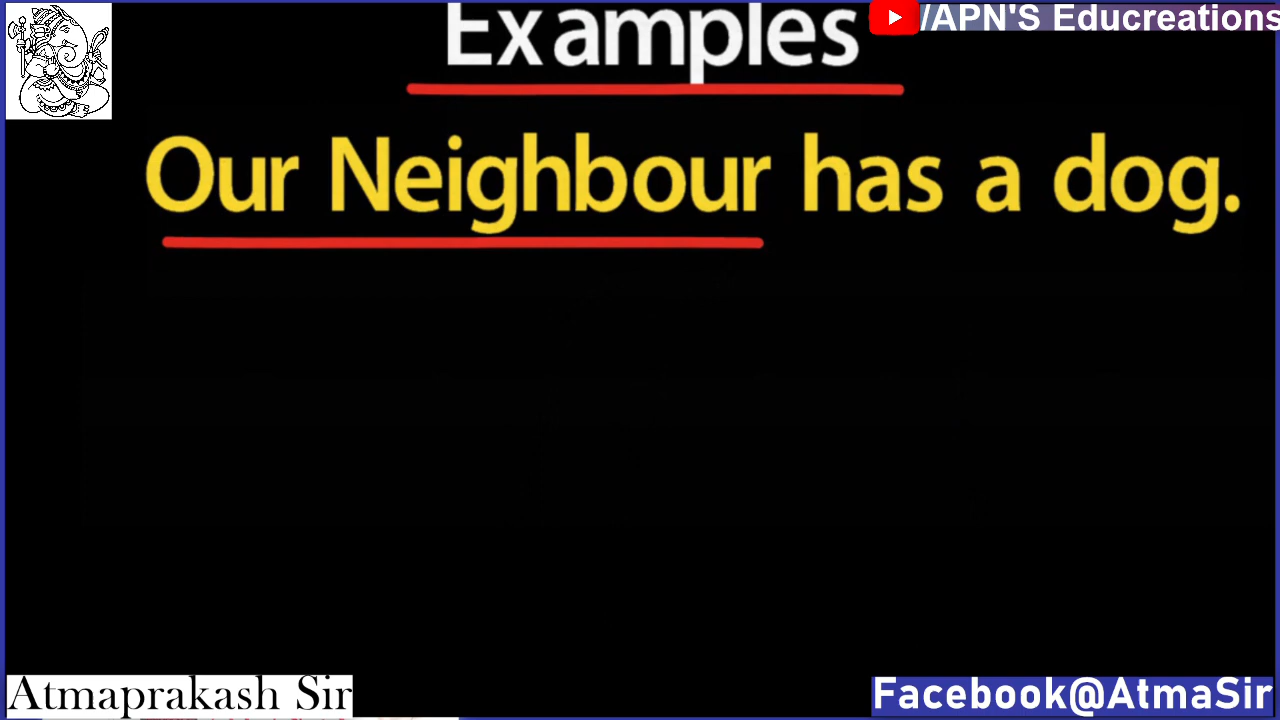 /APN'S Educreations
Examples
Our Neighbour has a dog.
Atmaprakash Sir
Facebook@AtmaSir